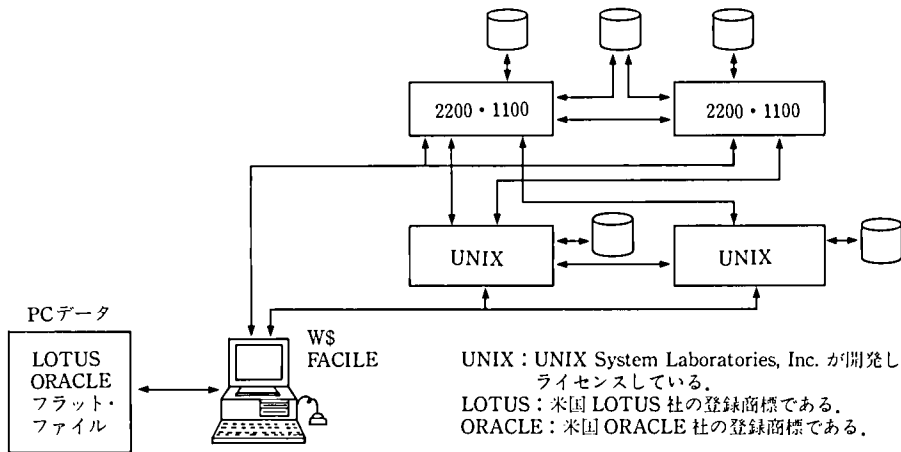 2200・1100
2200・1100
UNIX
UNIX
PCデータ
LOTUS
ORACLE
フラット・
ファイル
W$
FACILE
UNIX：UNIX System Laboratories, Inc. が開発し
ライセンスしている．
LOTUS：米国 LOTUS 社の登録商標である．
ORACLE：米国 ORACLE 社の登録商標である．